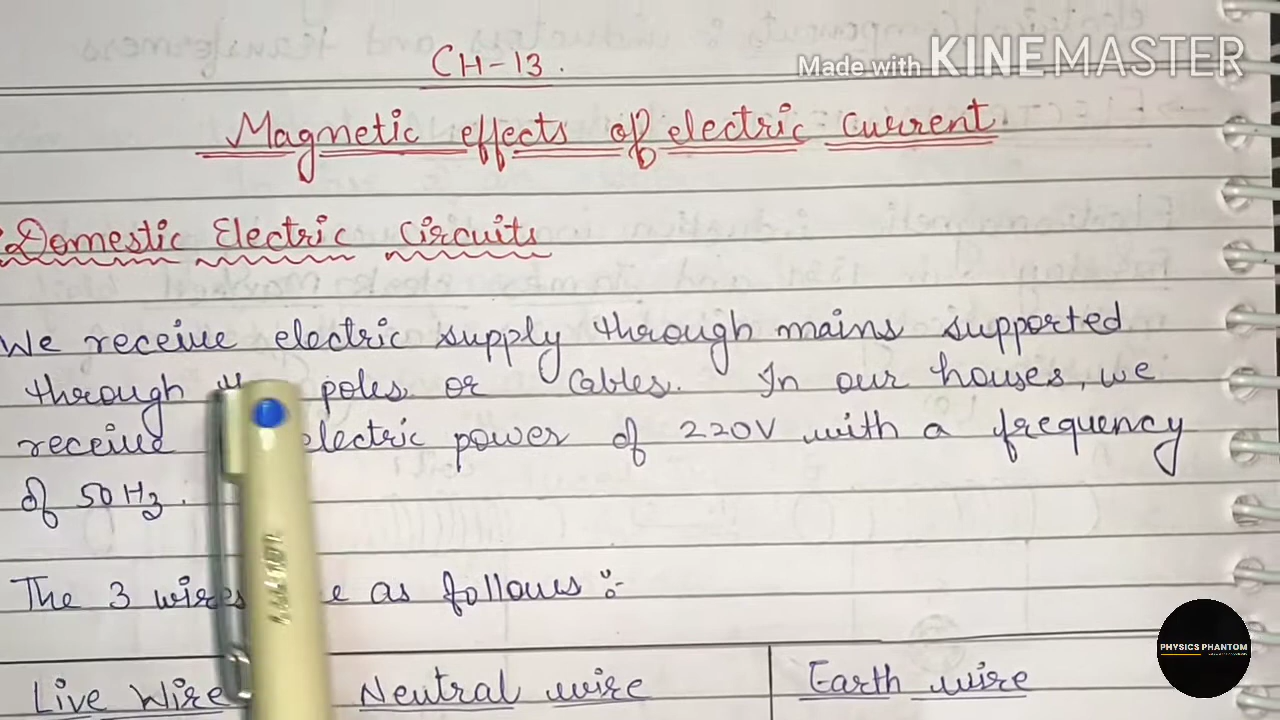 CH-13.
Made with KINEMASTER
Magnetic effects of electric current
Domestic Electric Circuits
We receive electric supply through mains supported
through poles or cables. In our houses, we
receive electric power of 220V with a frequency
of 50Hz.
The 3 wires as follows :-
PHYSICS PHANTOM
Live Wire Neutral wire Earth wire